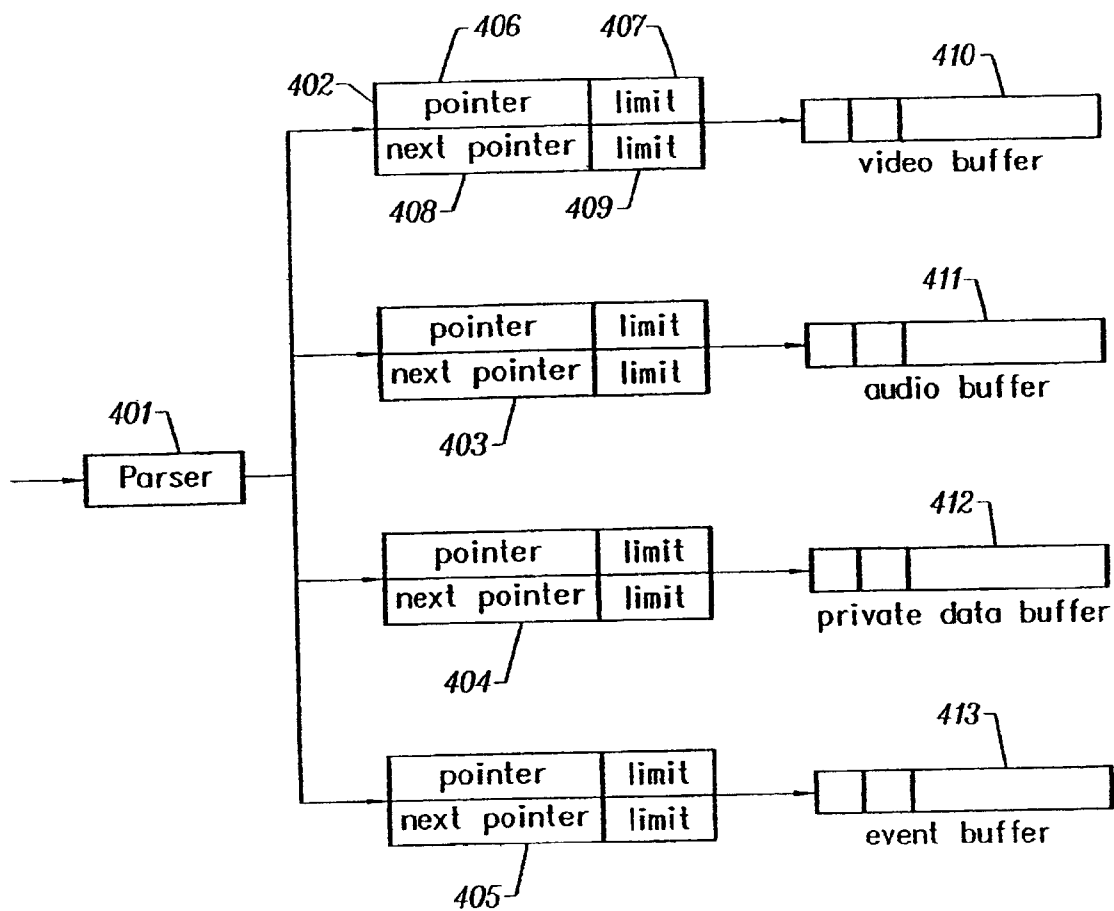 406
407
410
402
pointer
limit
next pointer
limit
video buffer
408
409
411
pointer
limit
next pointer
limit
audio buffer
401
403
Parser
412
pointer
limit
next pointer
limit
private data buffer
404
413
pointer
limit
next pointer
limit
event buffer
405